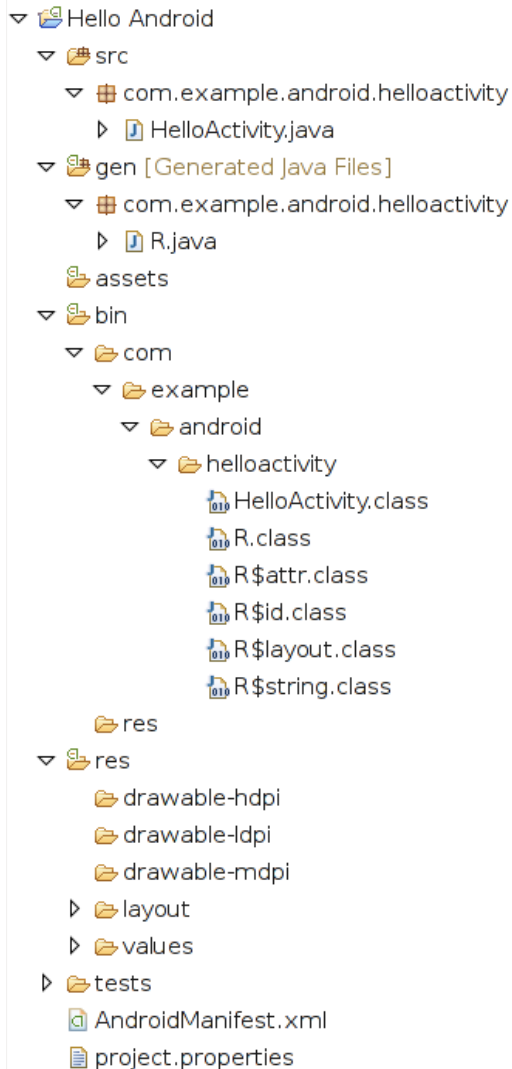 Hello Android
src
com.example.android.helloactivity
HelloActivity.java
gen [Generated Java Files]
com.example.android.helloactivity
R.java
assets
bin
com
example
android
helloactivity
HelloActivity.class
R.class
R$attr.class
R$id.class
R$layout.class
R$string.class
res
res
drawable-hdpi
drawable-ldpi
drawable-mdpi
layout
values
tests
AndroidManifest.xml
project.properties